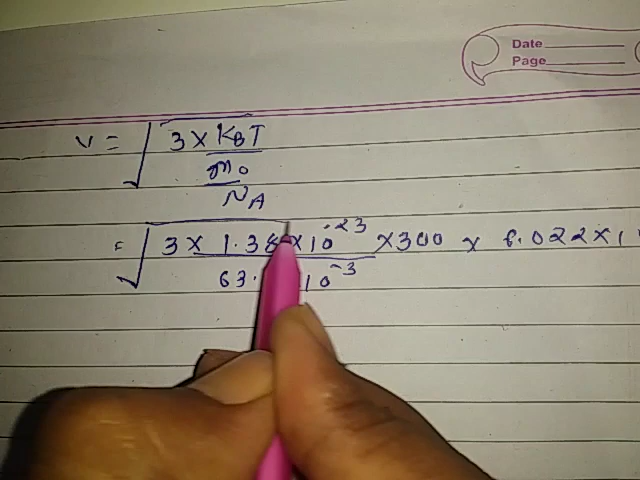 Date
Page
v = √ 3 × KBT
m0
NA
= √ 3 × 1.38 × 10^-23 × 300 × 6.022 × 1
63. 10^-3